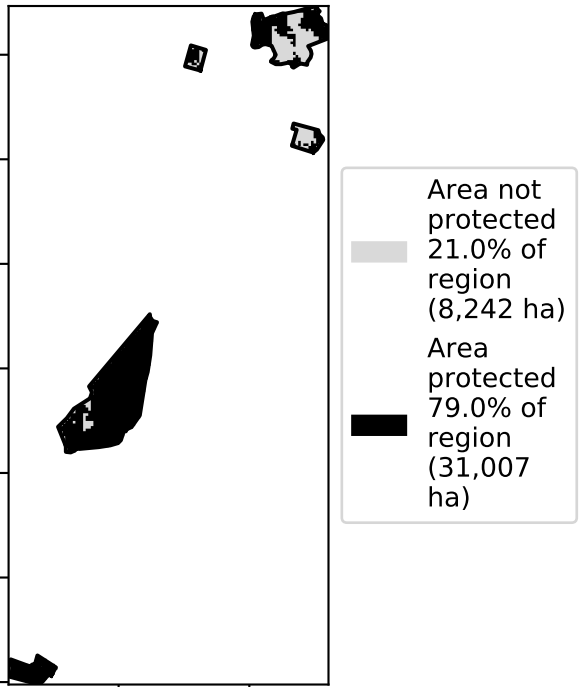 Area not
protected
21.0% of
region
(8,242 ha)
Area
protected
79.0% of
region
(31,007
ha)